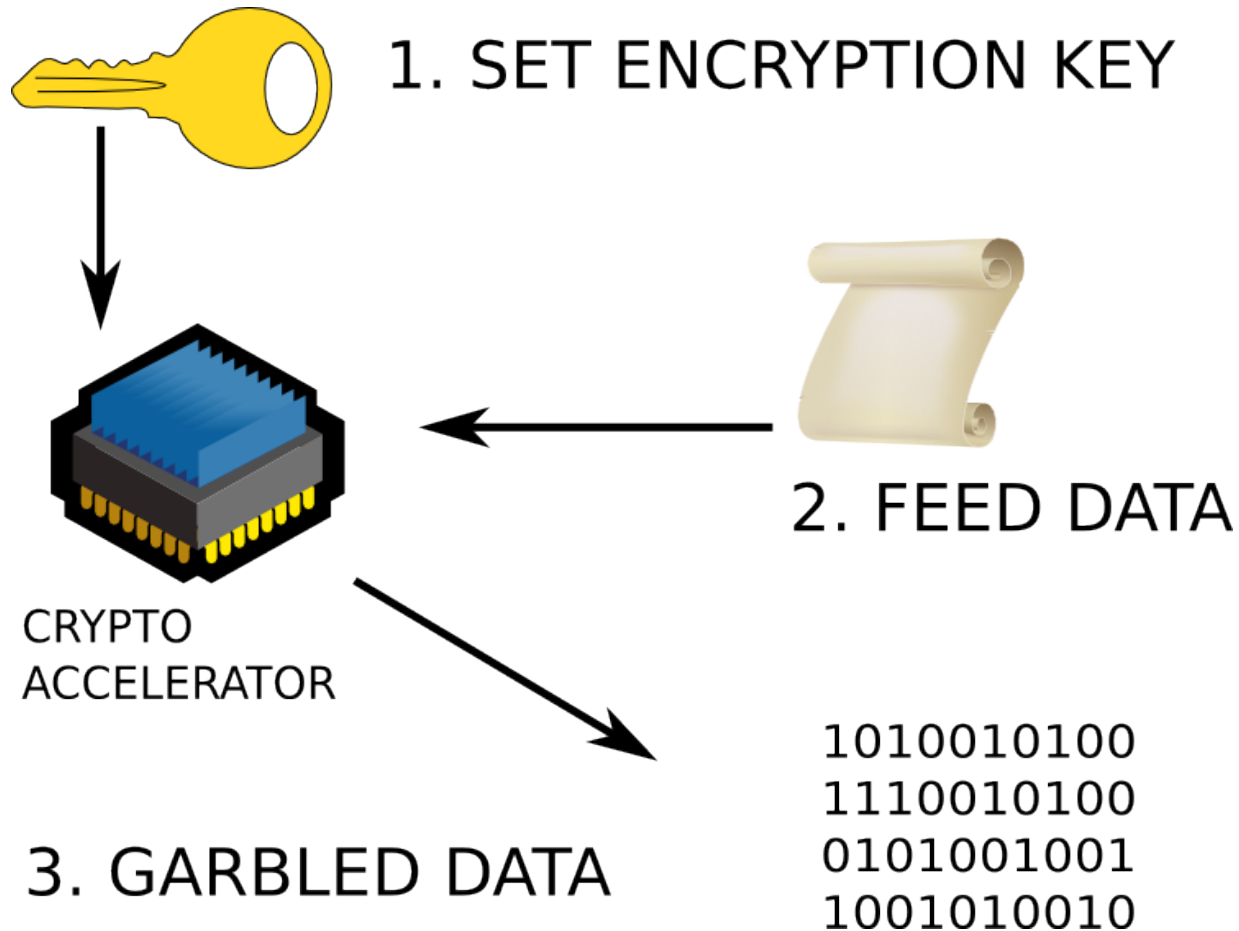 1. SET ENCRYPTION KEY
2. FEED DATA
CRYPTO
ACCELERATOR
3. GARBLED DATA
1010010100
1110010100
0101001001
1001010010